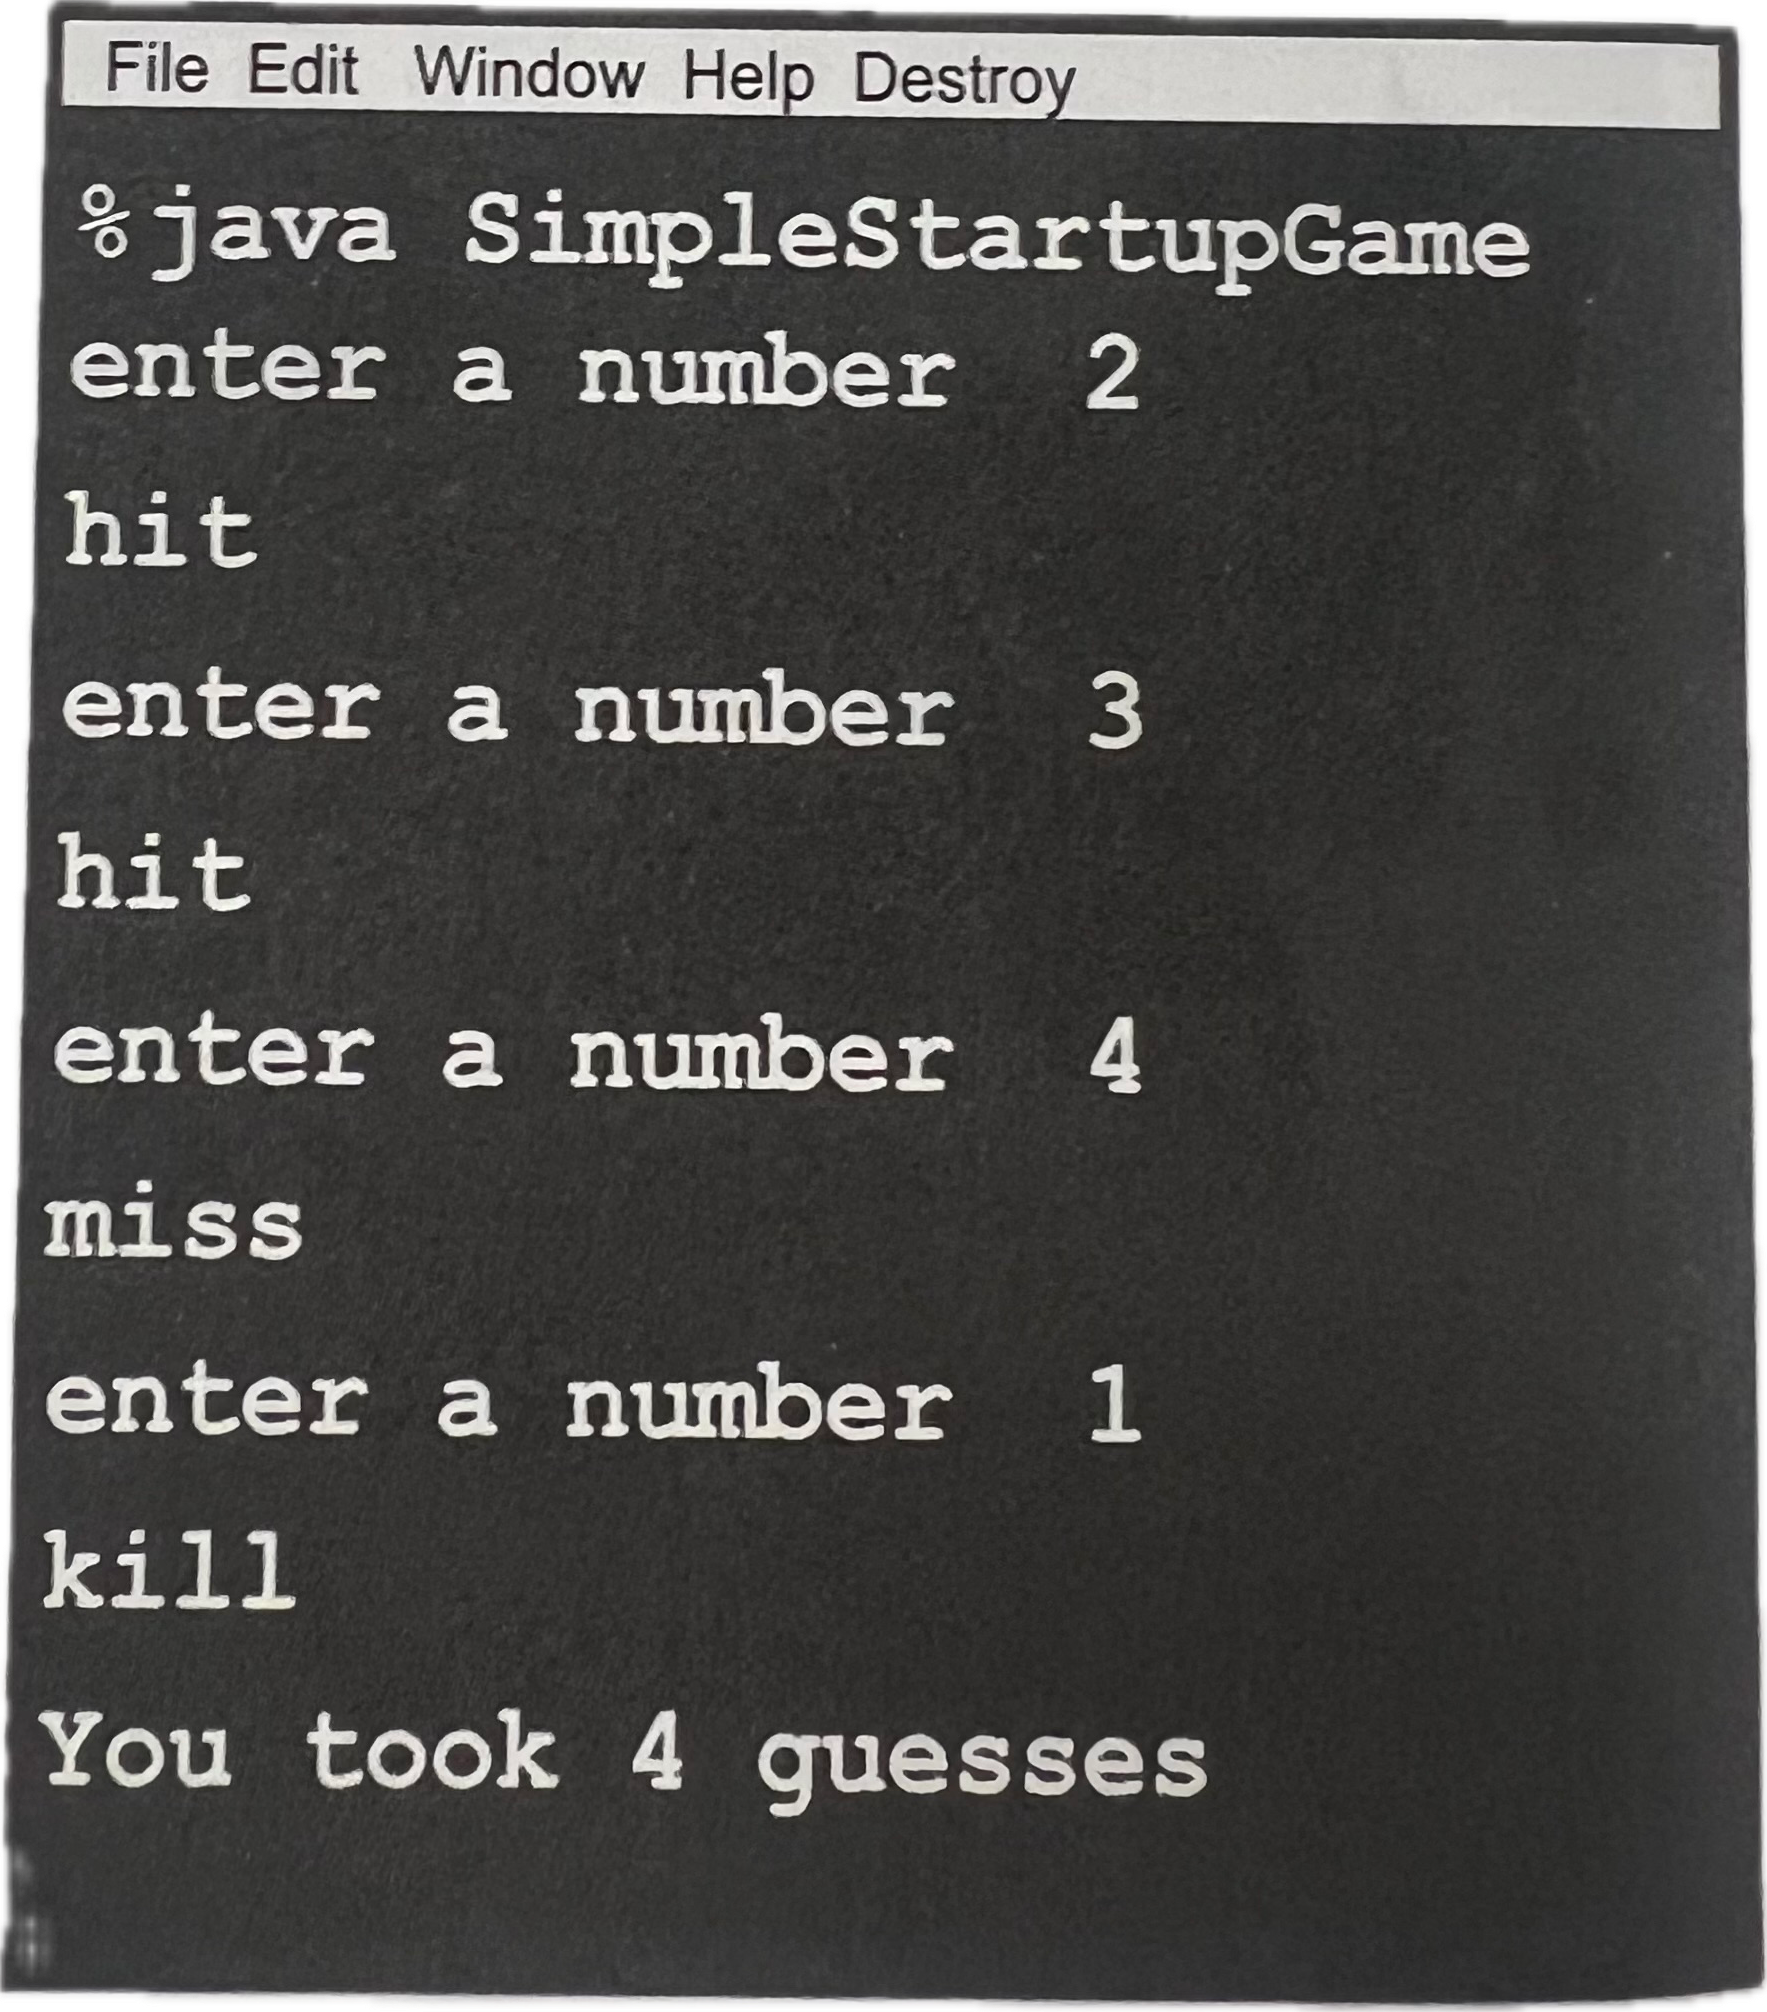 File Edit Window Help Destroy
%java SimpleStartupGame
enter a number 2
hit
enter a number 3
hit
enter a number 4
miss
enter a number 1
kill
You took 4 guesses